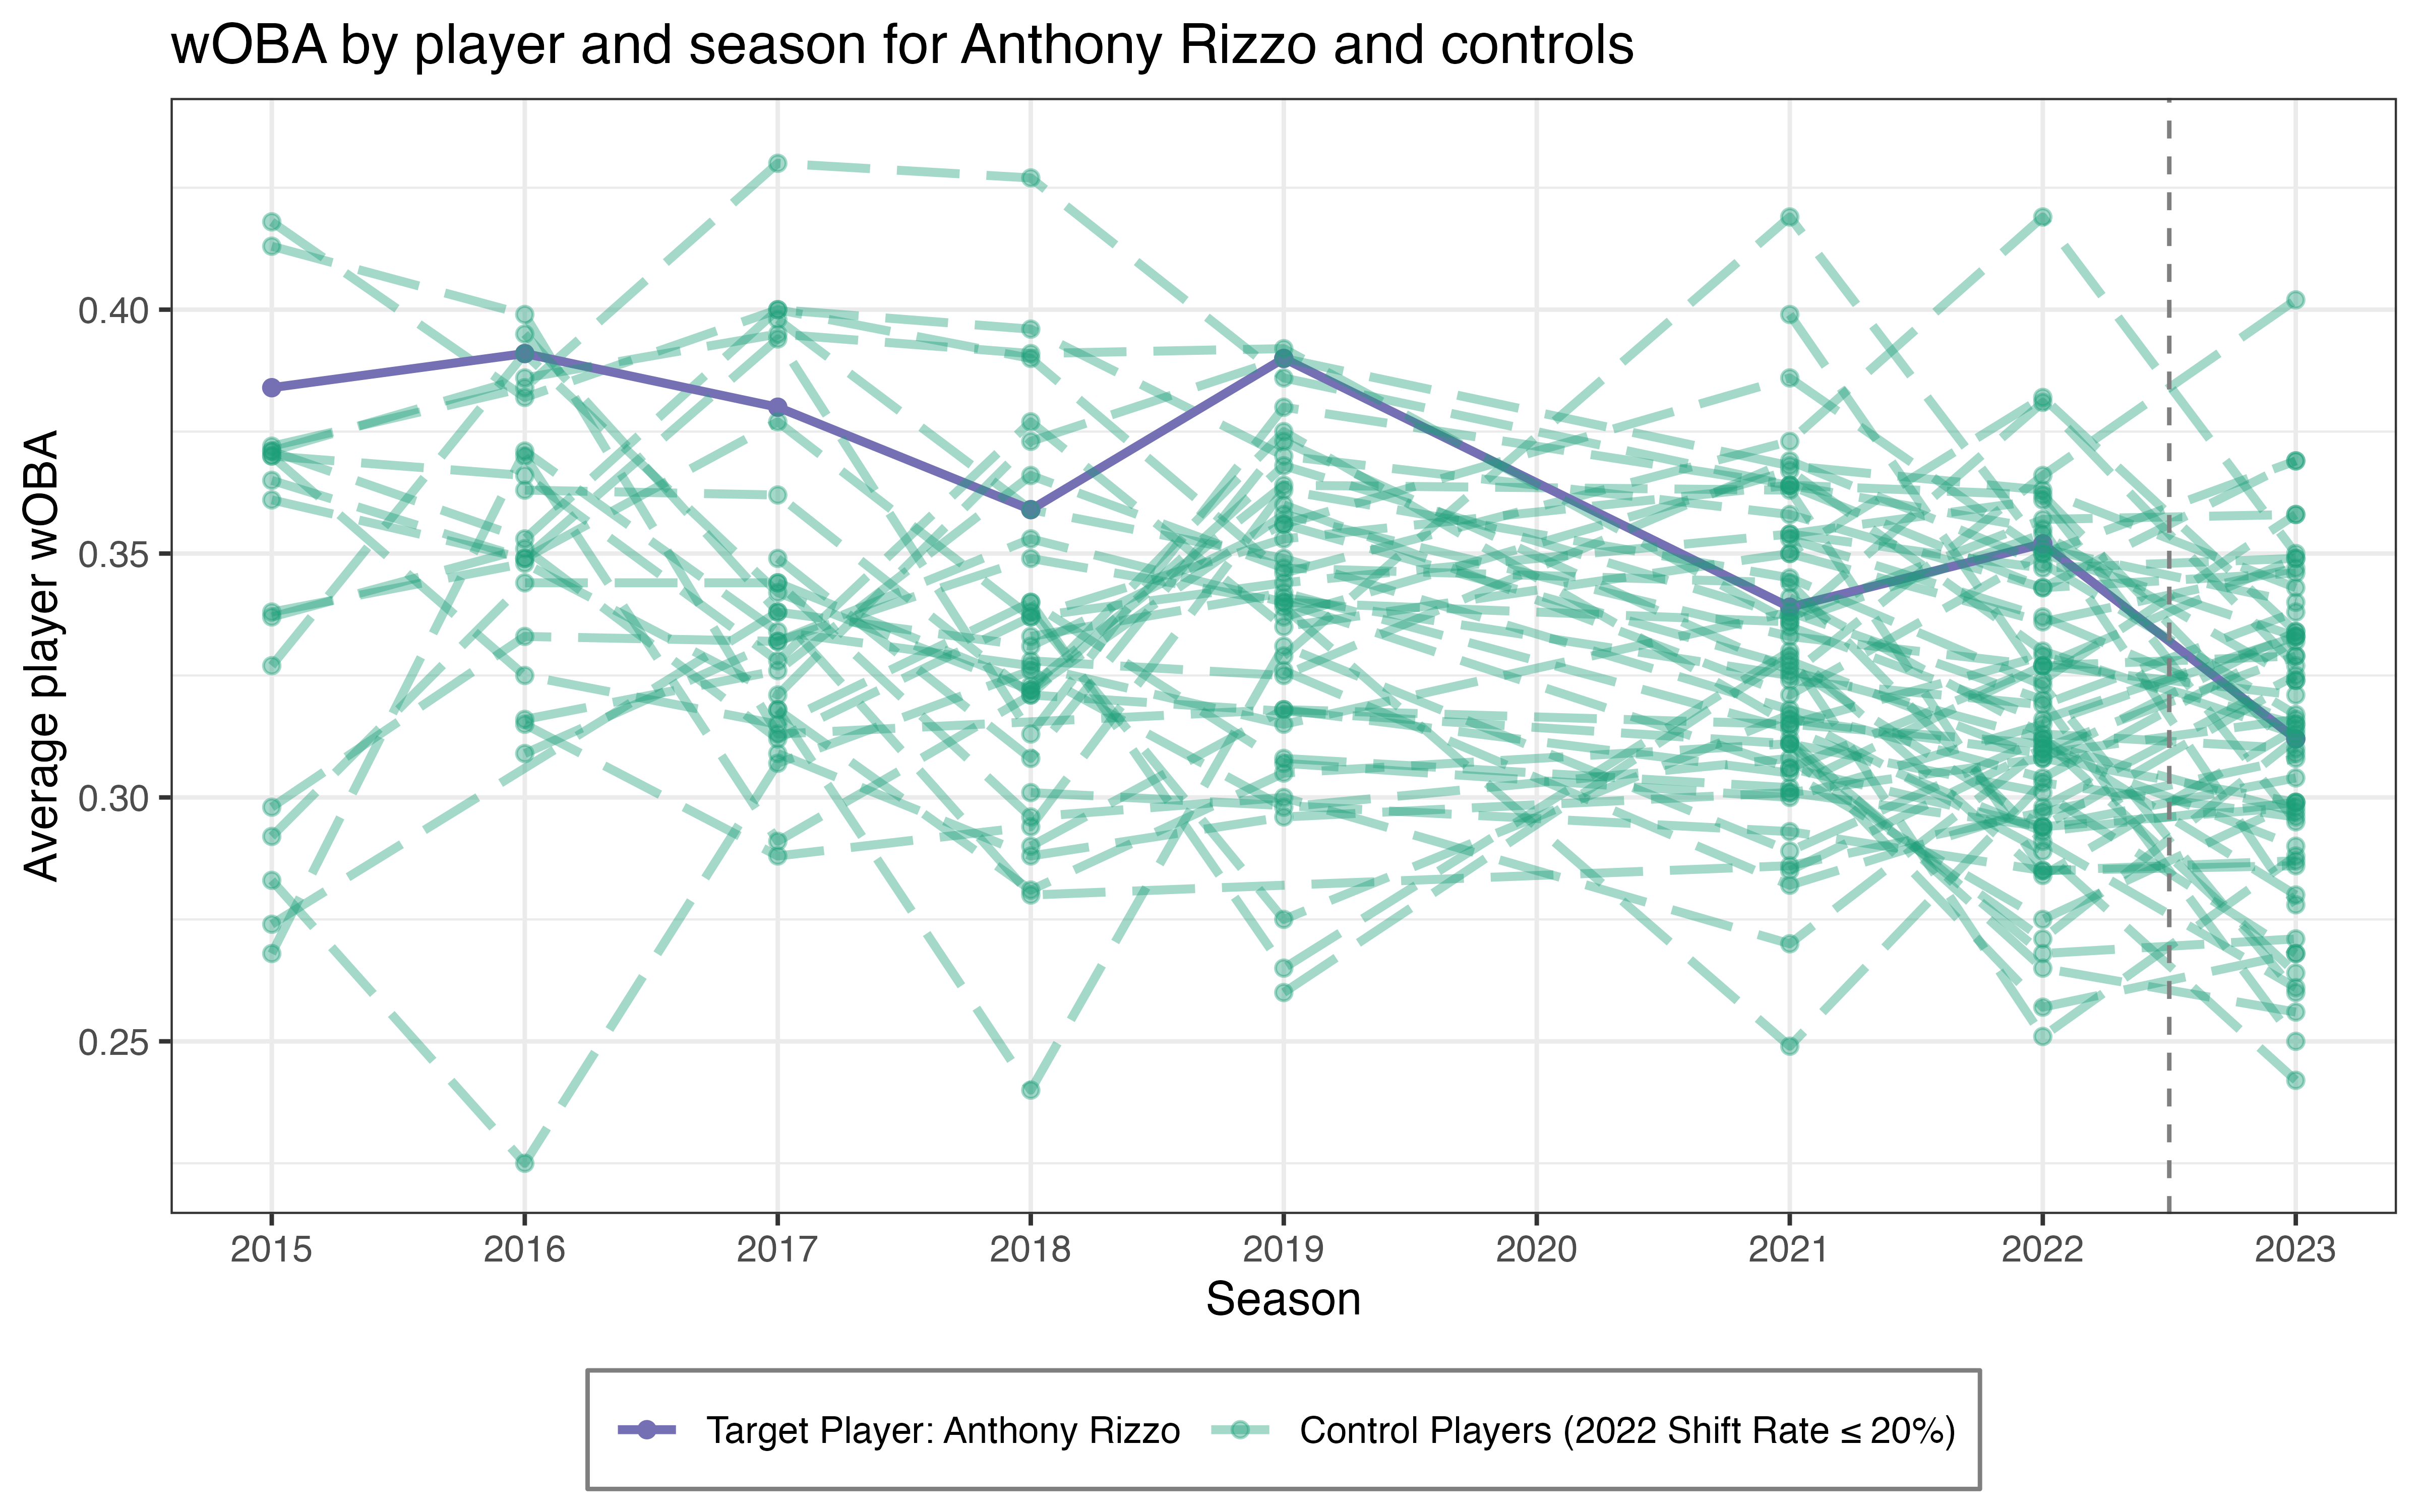 wOBA by player and season for Anthony Rizzo and controls
Average player wOBA
0.40
0.35
0.30
0.25
2015 2016 2017 2018 2019 2020 2021 2022 2023
Season
Target Player: Anthony Rizzo Control Players (2022 Shift Rate ≤ 20%)